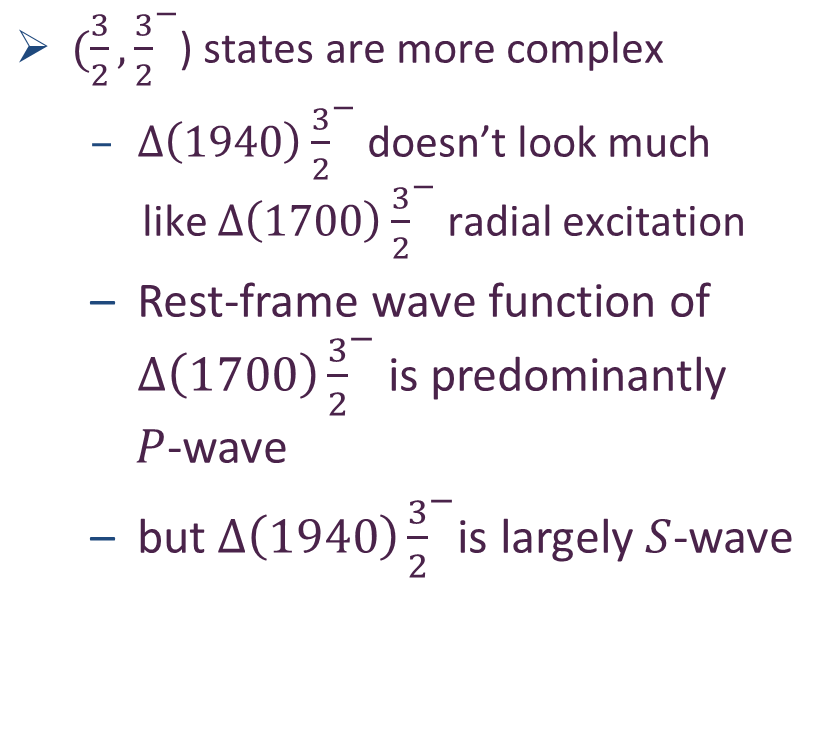 ➢ (3/2, 3/2⁻) states are more complex
– Δ(1940) 3/2⁻ doesn’t look much
like Δ(1700) 3/2⁻ radial excitation
– Rest-frame wave function of
Δ(1700) 3/2⁻ is predominantly
P-wave
– but Δ(1940) 3/2⁻ is largely S-wave